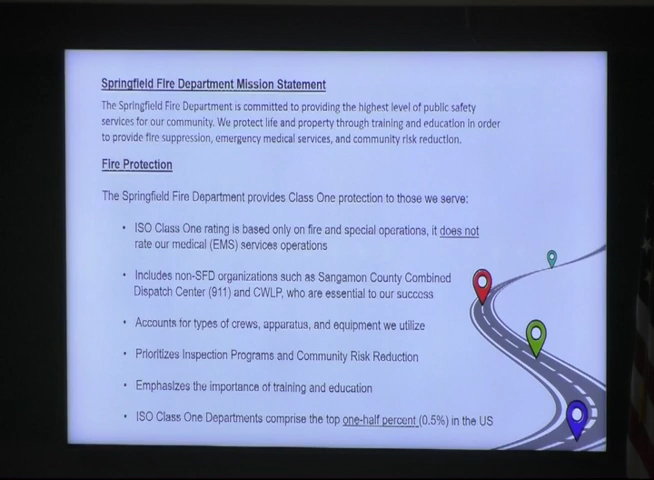 Springfield Fire Department Mission Statement
The Springfield Fire Department is committed to providing the highest level of public safety
services for our community. We protect life and property through training and education in order
to provide fire suppression, emergency medical services, and community risk reduction.
Fire Protection
The Springfield Fire Department provides Class One protection to those we serve:
• ISO Class One rating is based only on fire and special operations, it does not
rate our medical (EMS) services operations
• Includes non-SFD organizations such as Sangamon County Combined
Dispatch Center (911) and CWLP, who are essential to our success
• Accounts for types of crews, apparatus, and equipment we utilize
• Prioritizes Inspection Programs and Community Risk Reduction
• Emphasizes the importance of training and education
• ISO Class One Departments comprise the top one-half percent (0.5%) in the US